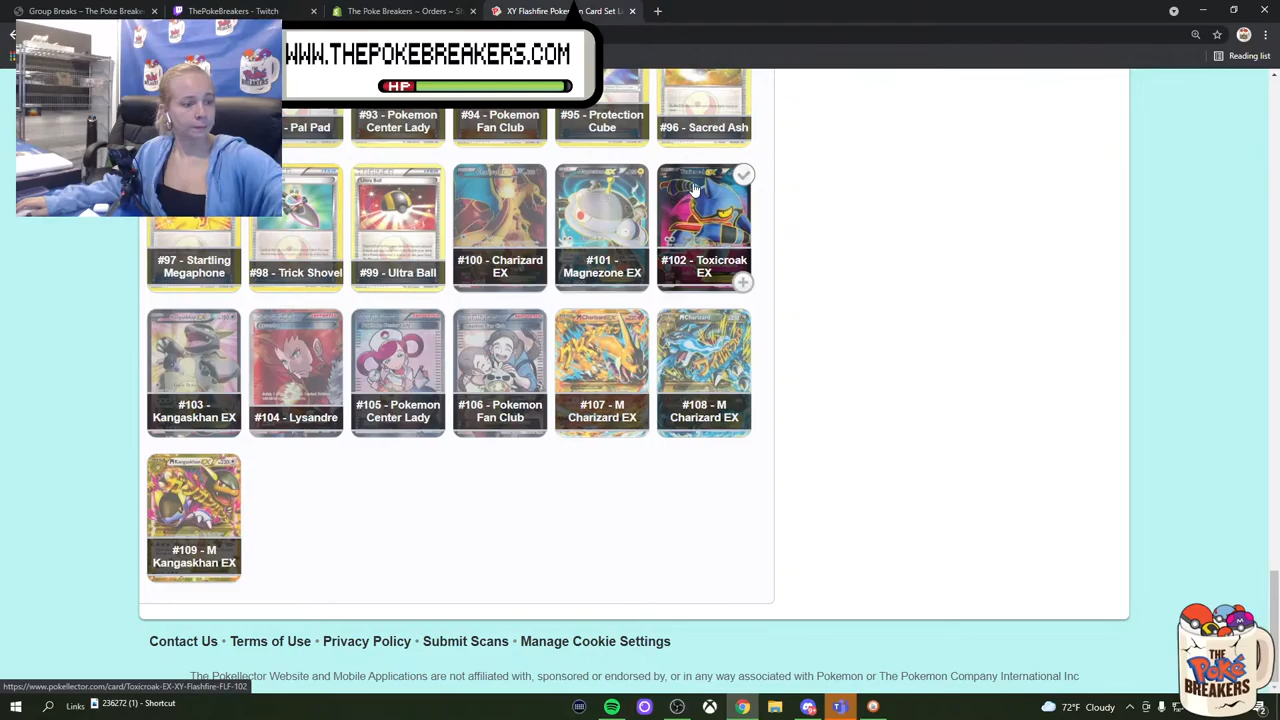 Group Breaks - The Poke Breake
ThePokeBreakers - Twitch
The Poke Breakers ~ Orders ~ Sh
XY Flashfire Pokemon Card Set List
Reading list
WWW.THEPOKEBREAKERS.COM
HP
- Pal Pad
#93 - Pokemon
Center Lady
#94 - Pokemon
Fan Club
#95 - Protection
Cube
#96 - Sacred Ash
#97 - Startling
Megaphone
#98 - Trick Shovel
Ultra Ball
#99 - Ultra Ball
#100 - Charizard
EX
#101 -
Magnezone EX
#102 - Toxicroak
EX
#103 -
Kangaskhan EX
#104 - Lysandre
#105 - Pokemon
Center Lady
#106 - Pokemon
Fan Club
#107 - M
Charizard EX
#108 - M
Charizard EX
#109 - M
Kangaskhan EX
Contact Us • Terms of Use • Privacy Policy • Submit Scans • Manage Cookie Settings
The Pokellector Website and Mobile Applications are not affiliated with, sponsored or endorsed by, or in any way associated with Pokemon or The Pokemon Company International Inc
https://www.pokellector.com/card/Toxicroak-EX-XY-Flashfire-FLF-102
THE
Poké
BREAKERS
Links
236272 (1) - Shortcut
72°F Cloudy